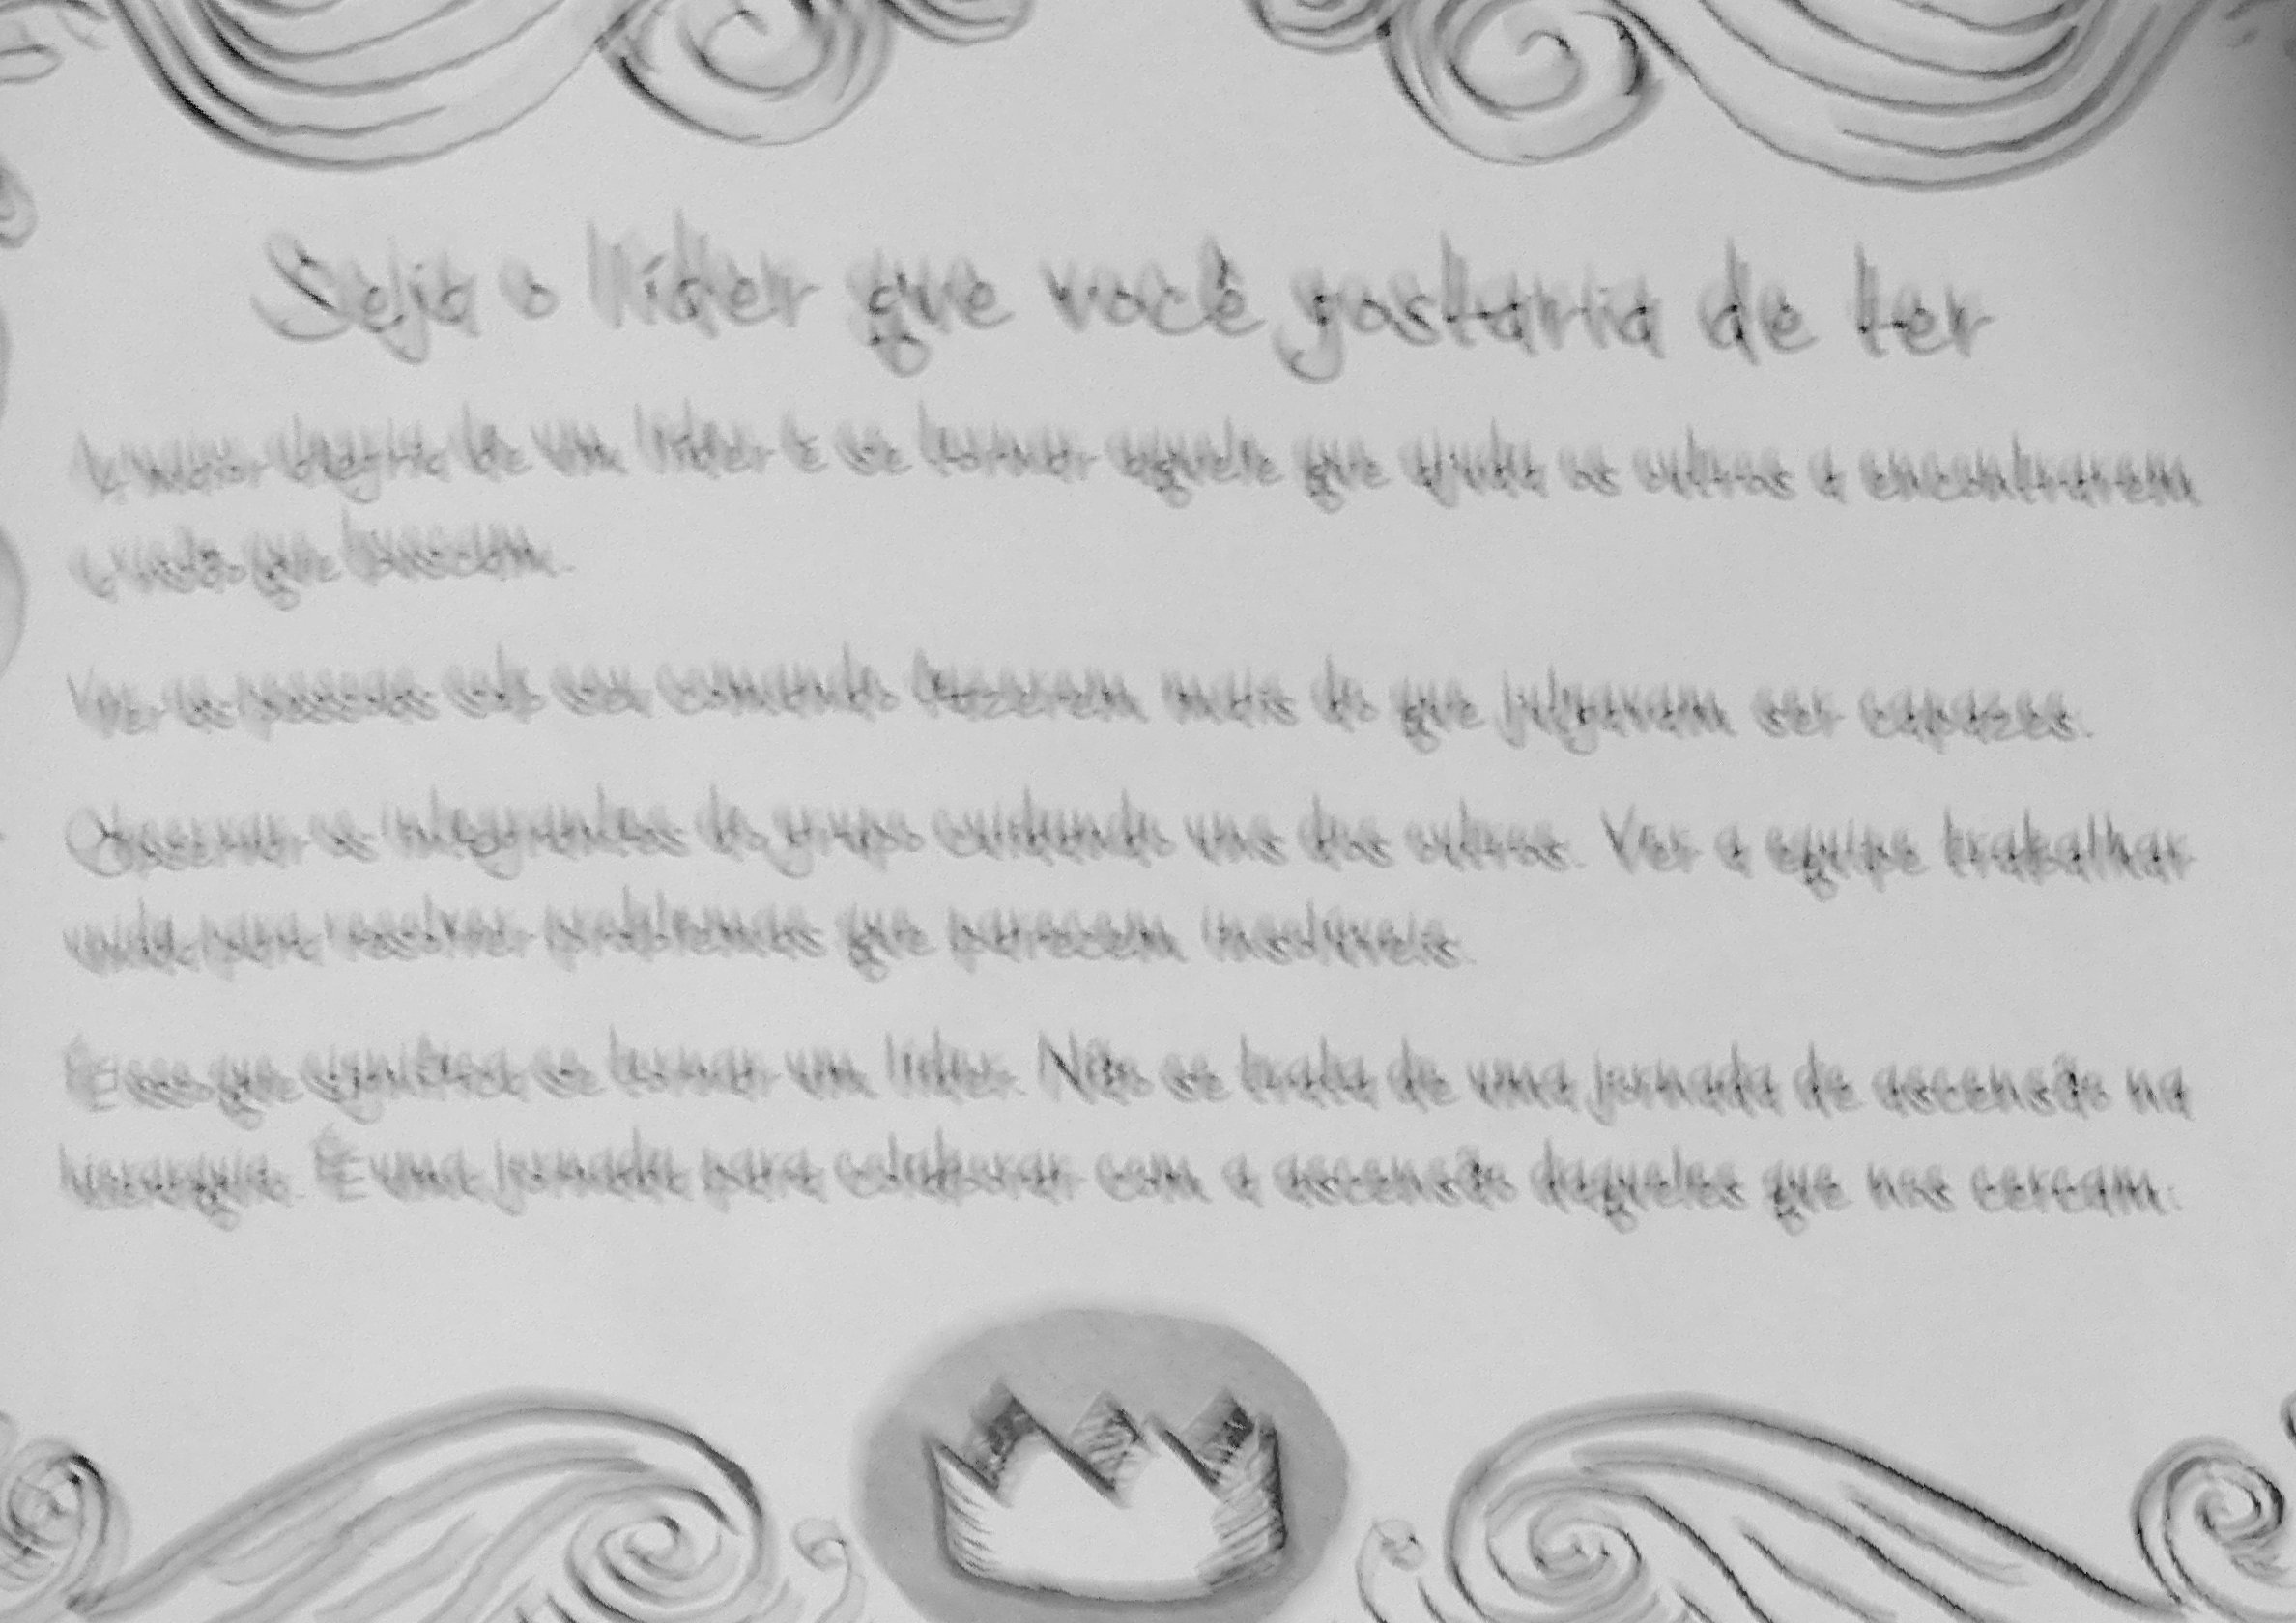 Seja o líder que você gostaria de ter
A maior alegria de um líder é se tornar aquele que ajuda os outros a encontrarem
a visão que buscam.
Ver as pessoas sob seu comando fazerem mais do que julgavam ser capazes.
Observar os integrantes do grupo cuidando uns dos outros. Ver a equipe trabalhar
unida para resolver problemas que parecem insolúveis.
É isso que significa se tornar um líder. Não se trata de uma jornada de ascensão na
hierarquia. É uma jornada para colaborar com a ascensão daqueles que nos cercam.